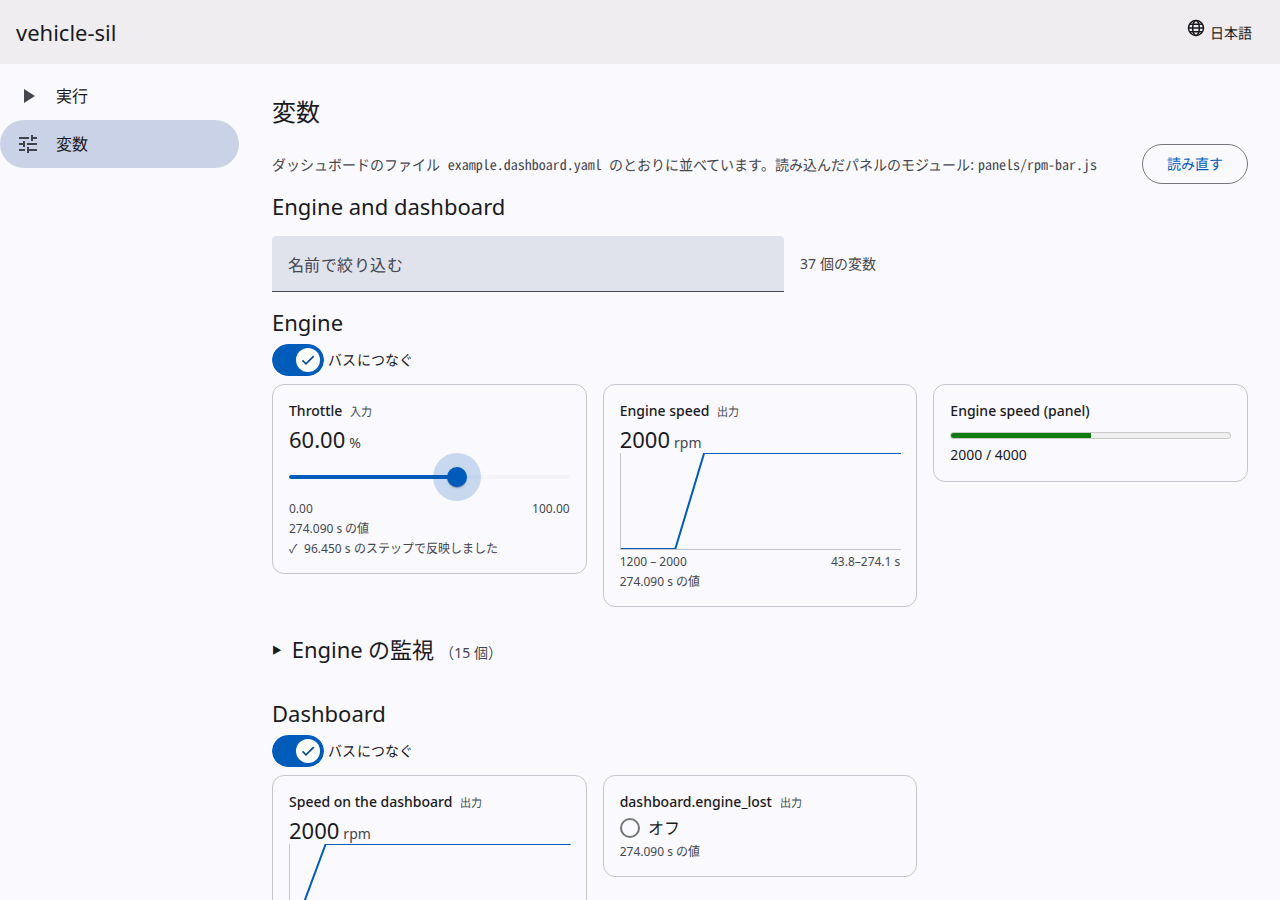 vehicle-sil
日本語
実行
変数
変数
ダッシュボードのファイル example.dashboard.yaml のとおりに並べています。読み込んだパネルのモジュール: panels/rpm-bar.js
読み直す
Engine and dashboard
名前で絞り込む
37 個の変数
Engine
バスにつなぐ
Throttle 入力
60.00 %
0.00 100.00
274.090 s の値
✓ 96.450 s のステップで反映しました
Engine speed 出力
2000 rpm
1200 – 2000 43.8–274.1 s
274.090 s の値
Engine speed (panel)
2000 / 4000
Engine の監視 （15 個）
Dashboard
バスにつなぐ
Speed on the dashboard 出力
2000 rpm
dashboard.engine_lost 出力
オフ
274.090 s の値